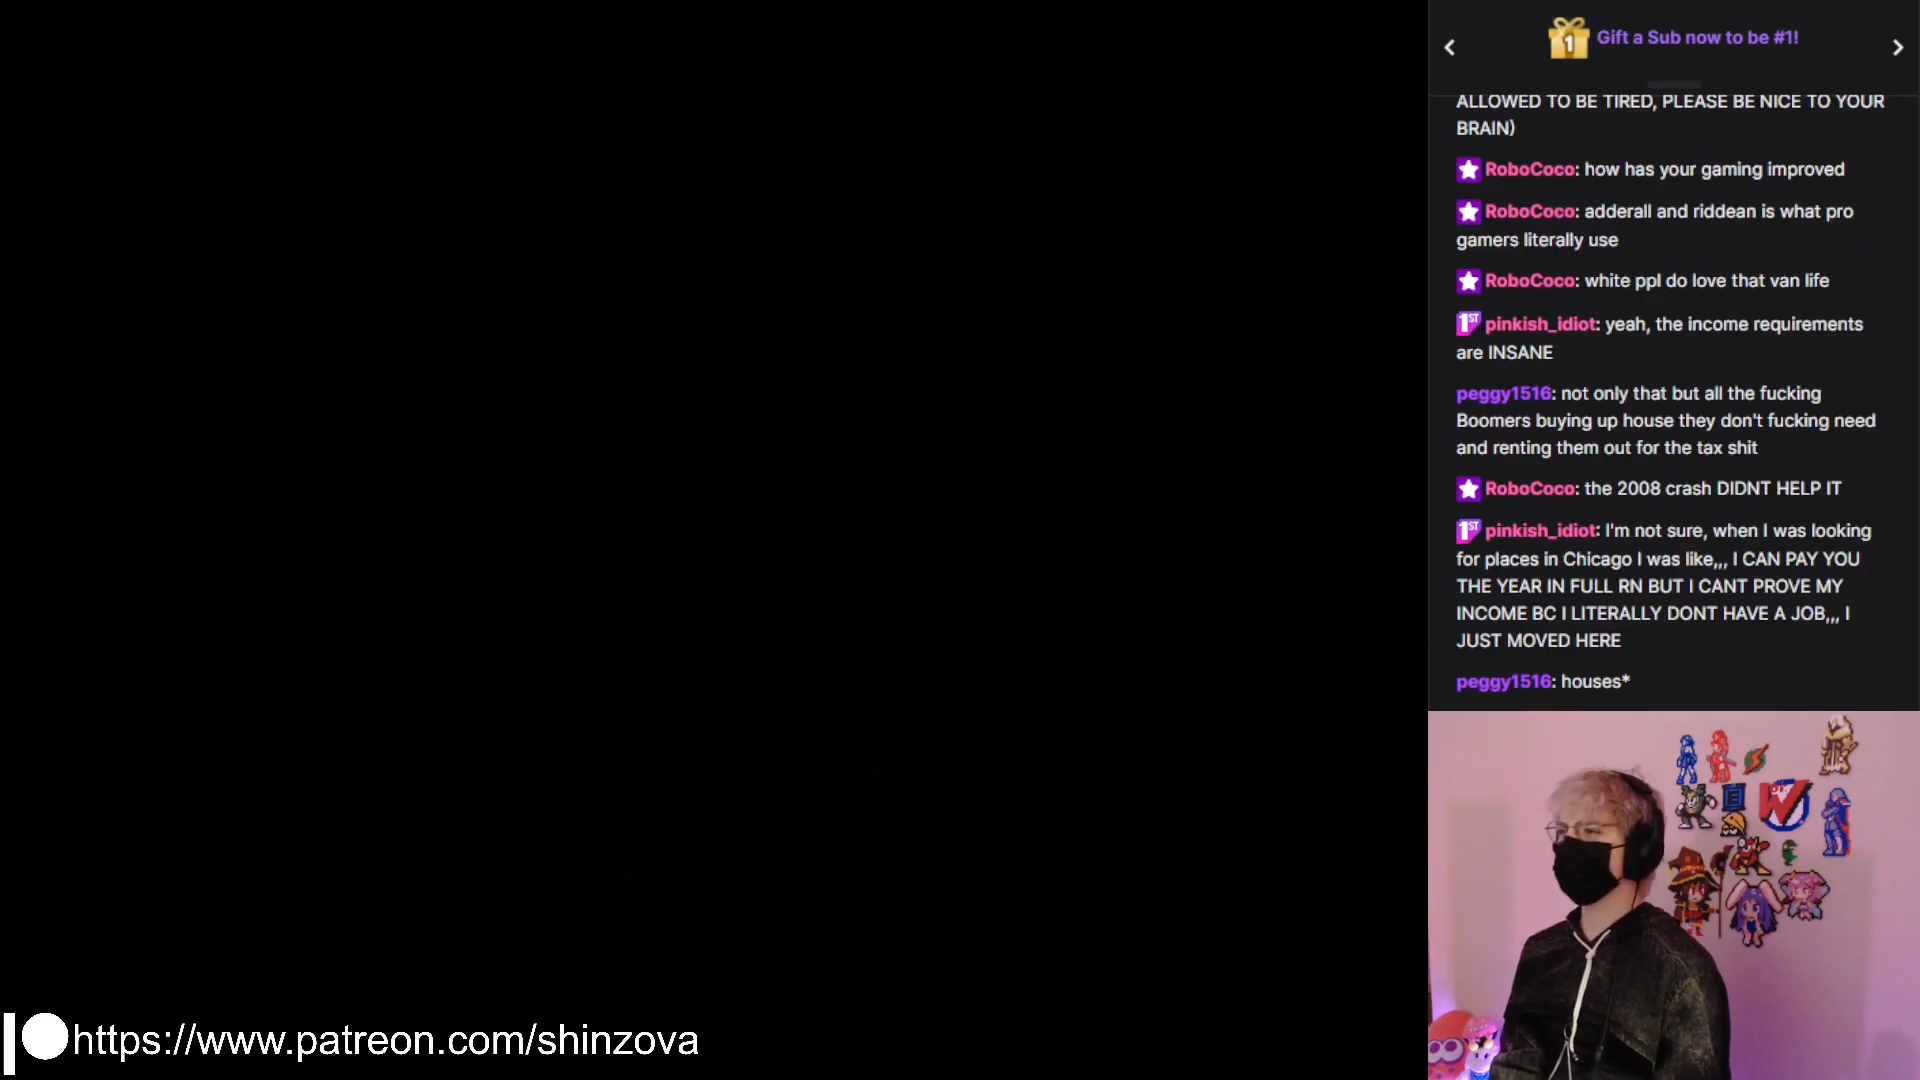 Gift a Sub now to be #1!
1
ALLOWED TO BE TIRED, PLEASE BE NICE TO YOUR
BRAIN)
RoboCoco: how has your gaming improved
RoboCoco: adderall and riddean is what pro
gamers literally use
RoboCoco: white ppl do love that van life
1ST pinkish_idiot: yeah, the income requirements
are INSANE
peggy1516: not only that but all the fucking
Boomers buying up house they don't fucking need
and renting them out for the tax shit
RoboCoco: the 2008 crash DIDNT HELP IT
1ST pinkish_idiot: I'm not sure, when I was looking
for places in Chicago I was like,,, I CAN PAY YOU
THE YEAR IN FULL RN BUT I CANT PROVE MY
INCOME BC I LITERALLY DONT HAVE A JOB,,, I
JUST MOVED HERE
peggy1516: houses*
https://www.patreon.com/shinzova